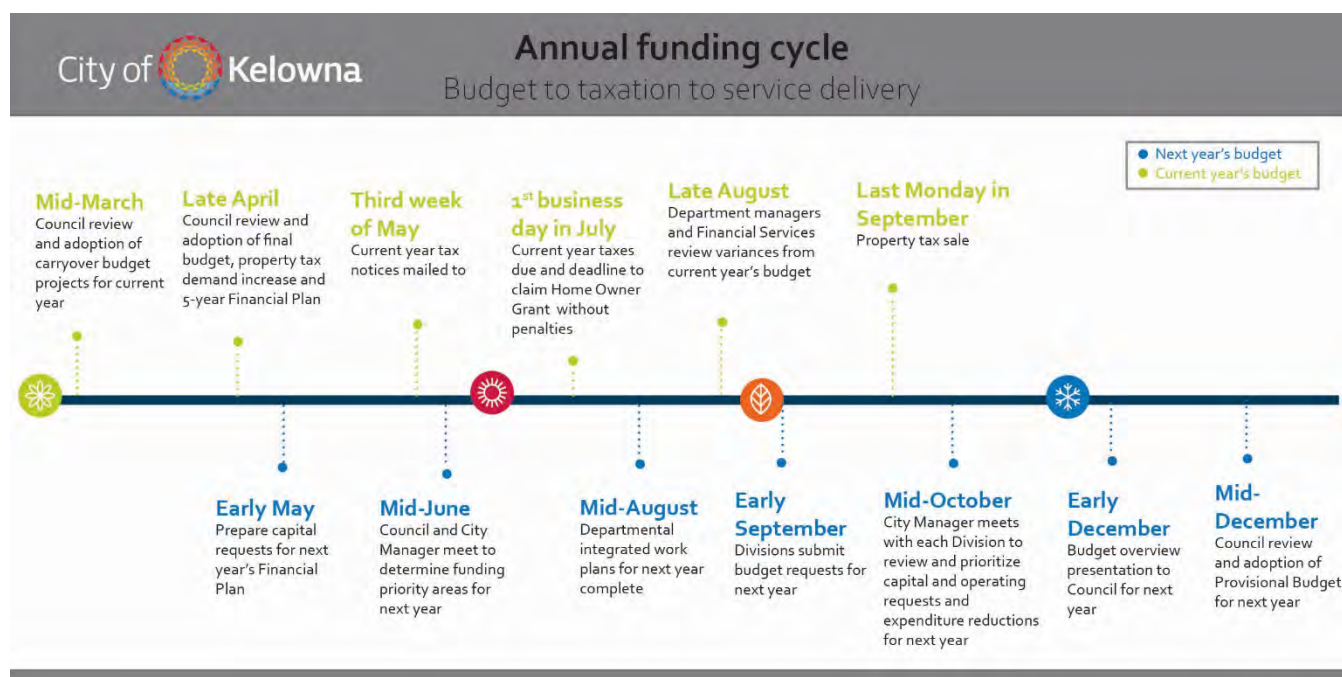 City of Kelowna
Annual funding cycle
Budget to taxation to service delivery
Next year's budget
Current year's budget
Mid-March
Council review
and adoption of
carryover budget
projects for current
year
Late April
Council review and
adoption of final
budget, property tax
demand increase and
5-year Financial Plan
Third week
of May
Current year tax
notices mailed to
1st business
day in July
Current year taxes
due and deadline to
claim Home Owner
Grant without
penalties
Late August
Department managers
and Financial Services
review variances from
current year's budget
Last Monday in
September
Property tax sale
Early May
Prepare capital
requests for next
year's Financial
Plan
Mid-June
Council and City
Manager meet to
determine funding
priority areas for
next year
Mid-August
Departmental
integrated work
plans for next year
complete
Early
September
Divisions submit
budget requests for
next year
Mid-October
City Manager meets
with each Division to
review and prioritize
capital and operating
requests and
expenditure reductions
for next year
Early
December
Budget overview
presentation to
Council for next
year
Mid-
December
Council review
and adoption of
Provisional Budget
for next year